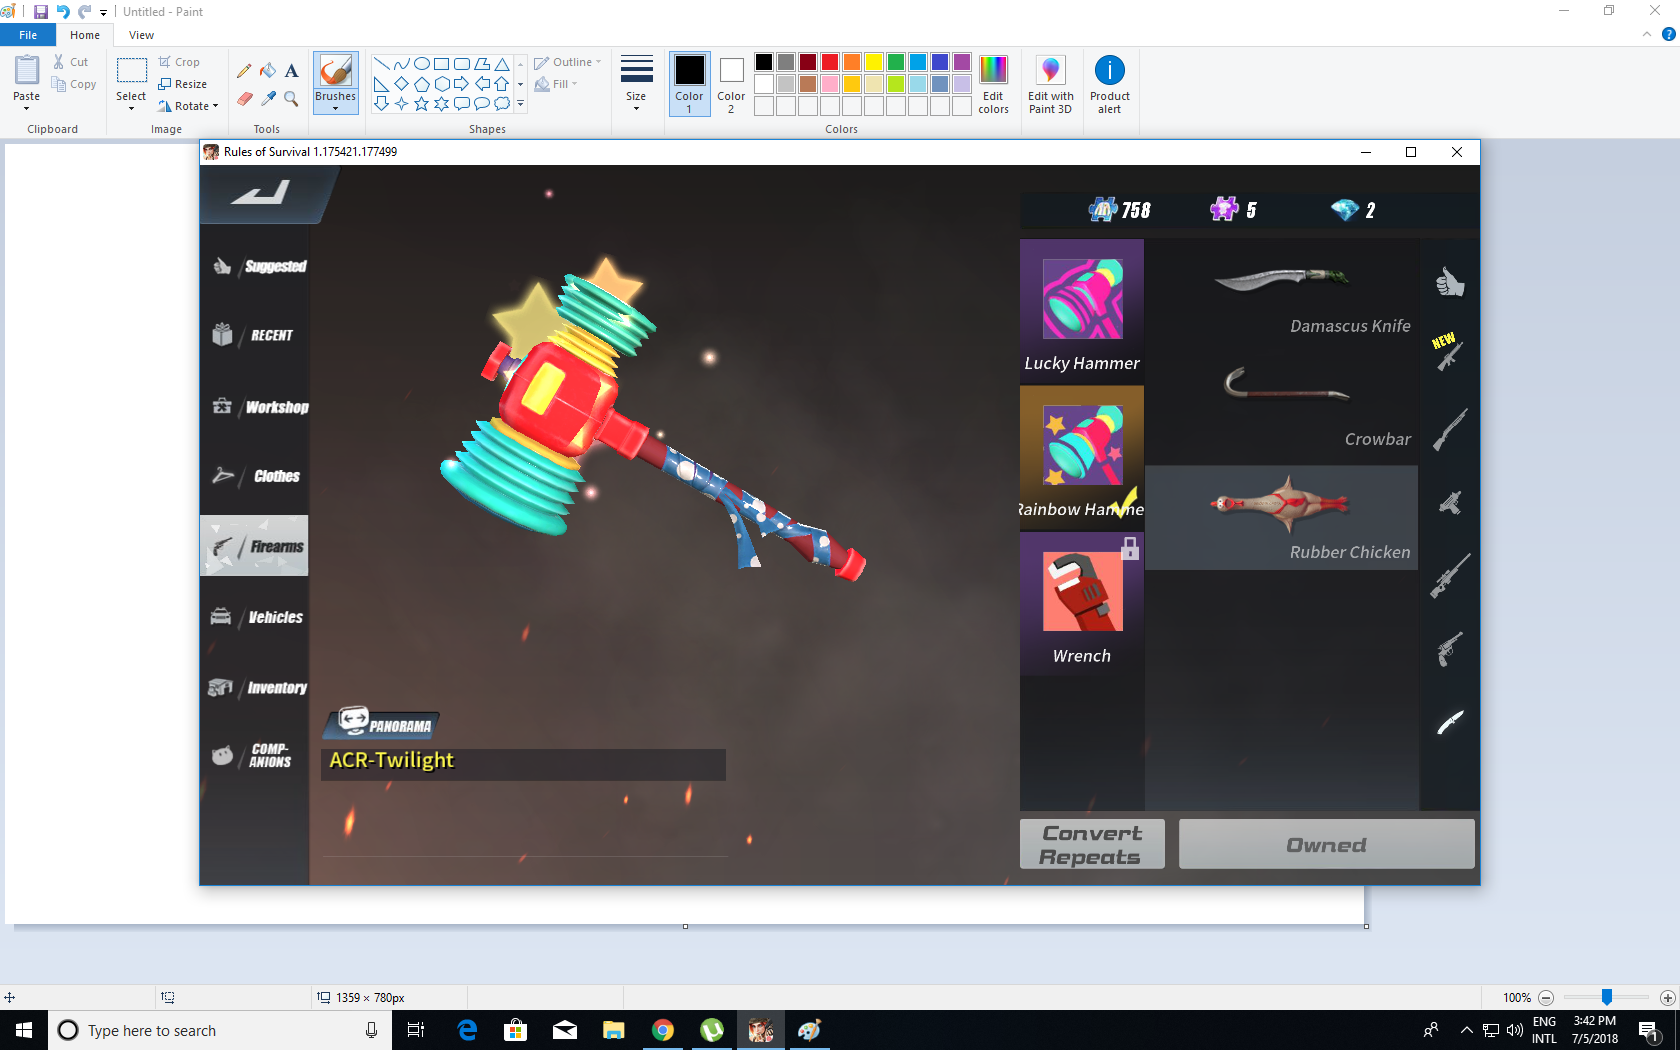 Untitled - Paint
File
Home
View
Paste
Cut
Copy
Clipboard
Select
Crop
Resize
Rotate
Image
A
Tools
Brushes
Outline
Fill
Shapes
Size
Color 1
Color 2
Colors
Edit colors
Edit with Paint 3D
Product alert
Rules of Survival 1.175421.177499
758
5
2
Suggested
RECENT
Workshop
Clothes
Firearms
Vehicles
Inventory
COMP-
ANIONS
Lucky Hammer
Rainbow Hamme
Wrench
Damascus Knife
Crowbar
Rubber Chicken
NEW
PANORAMA
ACR-Twilight
Convert
Repeats
Owned
1359 × 780px
100%
Type here to search
ENG
INTL
3:42 PM
7/5/2018
1